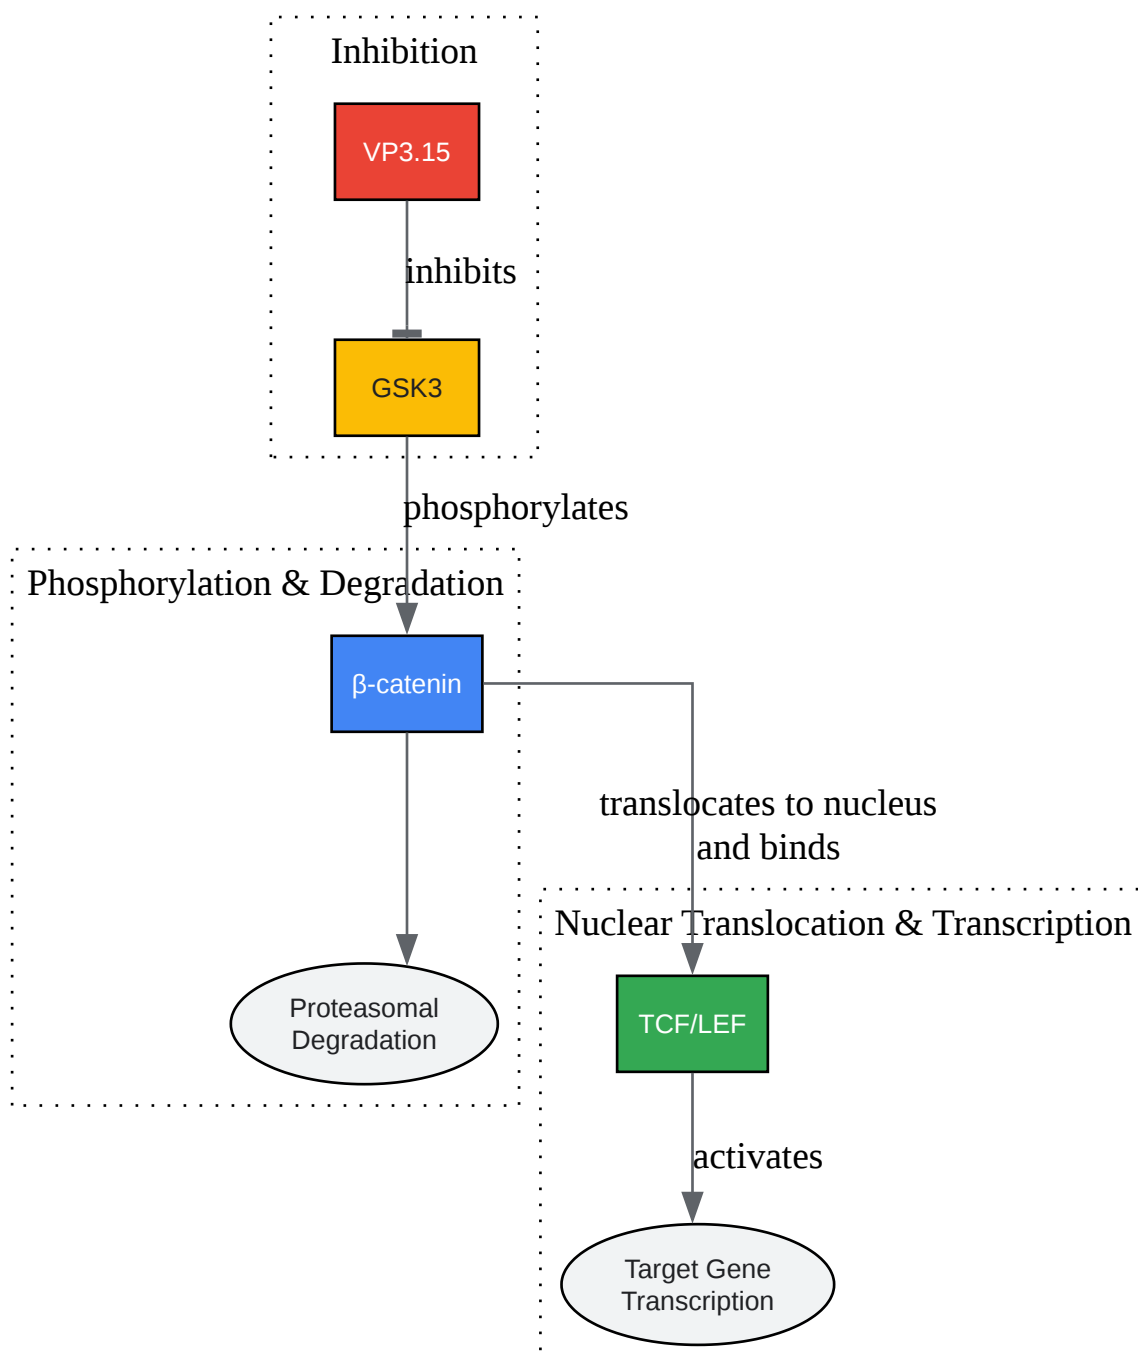 Inhibition
VP3.15
inhibits
GSK3
phosphorylates
Phosphorylation & Degradation
β-catenin
translocates to nucleus
and binds
Nuclear Translocation & Transcription
Proteasomal
Degradation
TCF/LEF
activates
Target Gene
Transcription